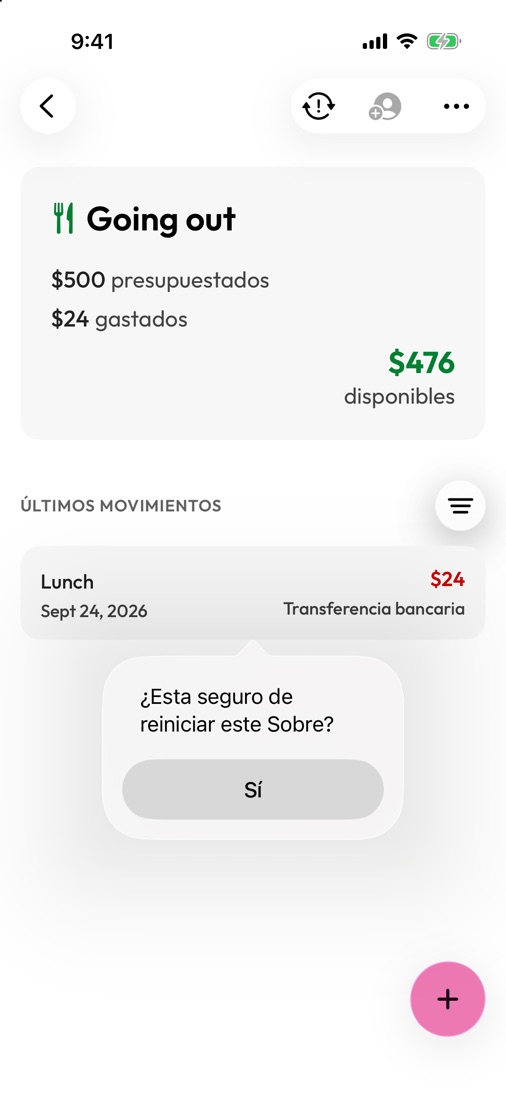 9:41
Going out
$500 presupuestados
$24 gastados
$476
disponibles
ÚLTIMOS MOVIMIENTOS
Lunch
$24
Sept 24, 2026
Transferencia bancaria
¿Esta seguro de
reiniciar este Sobre?
Sí